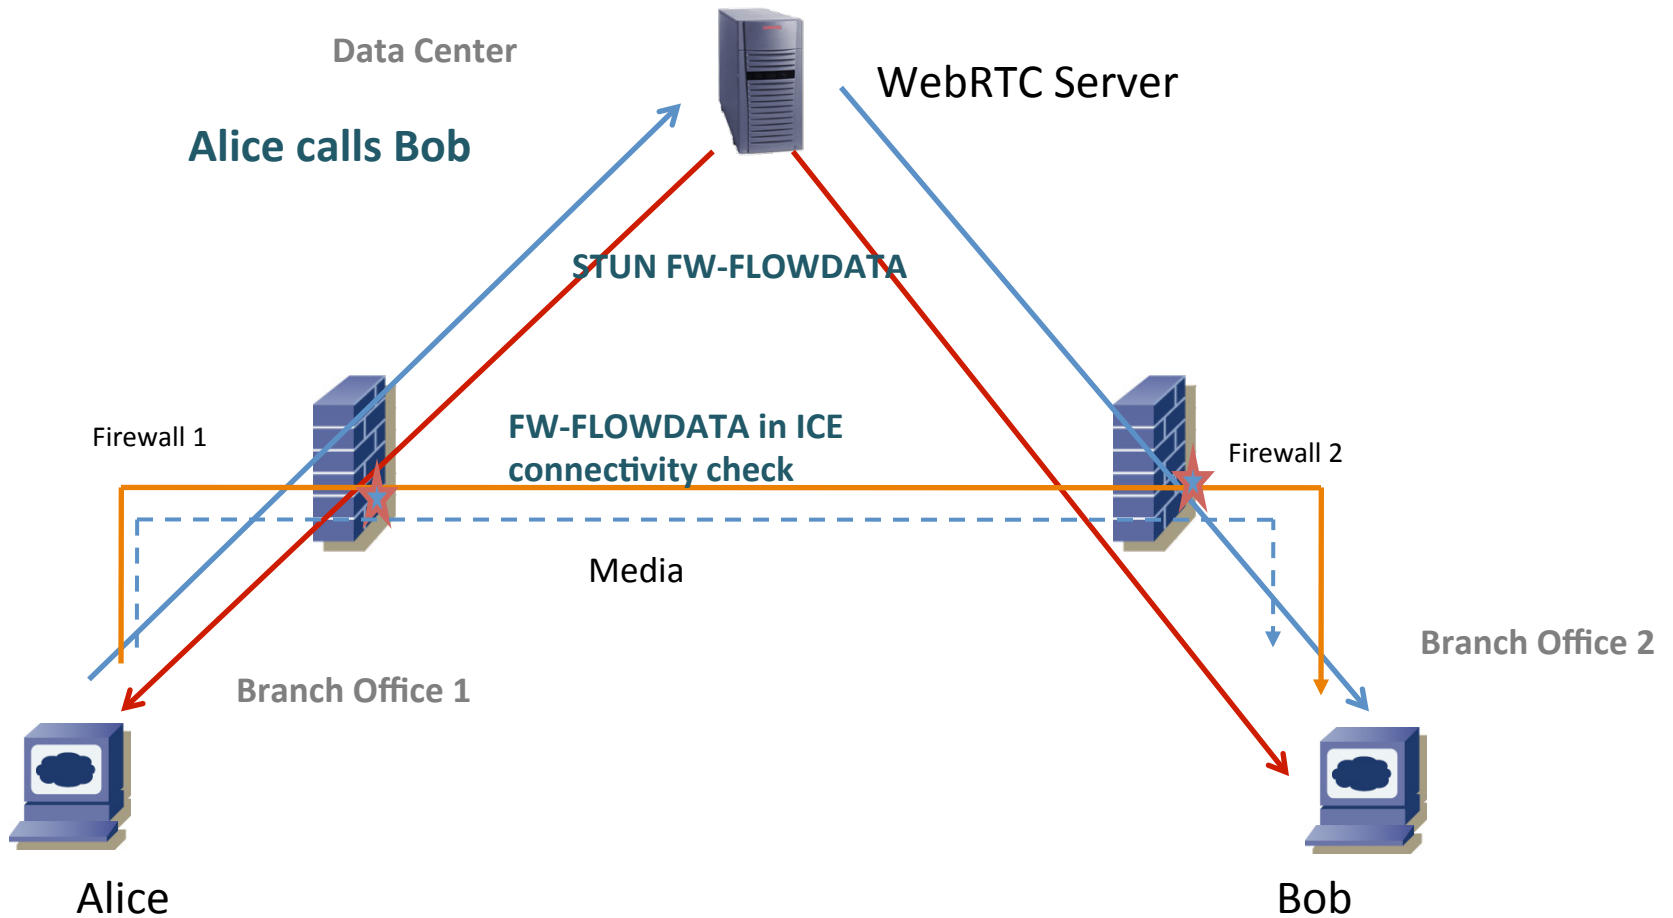 Data Center
WebRTC Server
Alice calls Bob
STUN FW-FLOWDATA
Firewall 1
FW-FLOWDATA in ICE
connectivity check
Firewall 2
Media
Branch Office 1
Branch Office 2
Alice
Bob